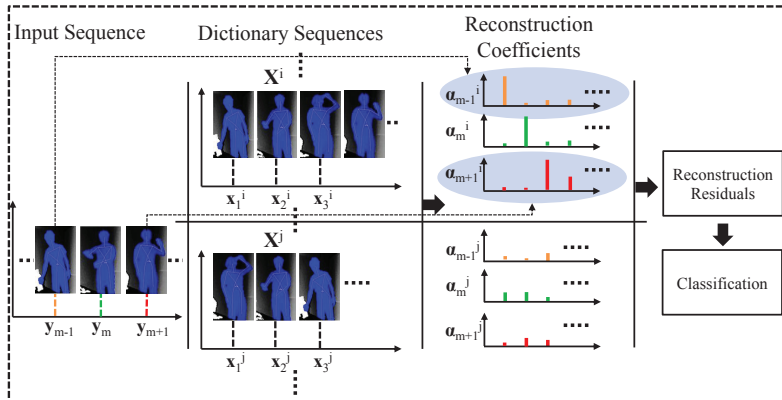 Input Sequence
Dictionary Sequences
Reconstruction
Coefficients
X^i
x_1^i x_2^i x_3^i
X^j
x_1^j x_2^j x_3^j
y_{m-1} y_m y_{m+1}
α_{m-1}^i
α_m^i
α_{m+1}^i
α_{m-1}^j
α_m^j
α_{m+1}^j
Reconstruction
Residuals
Classification